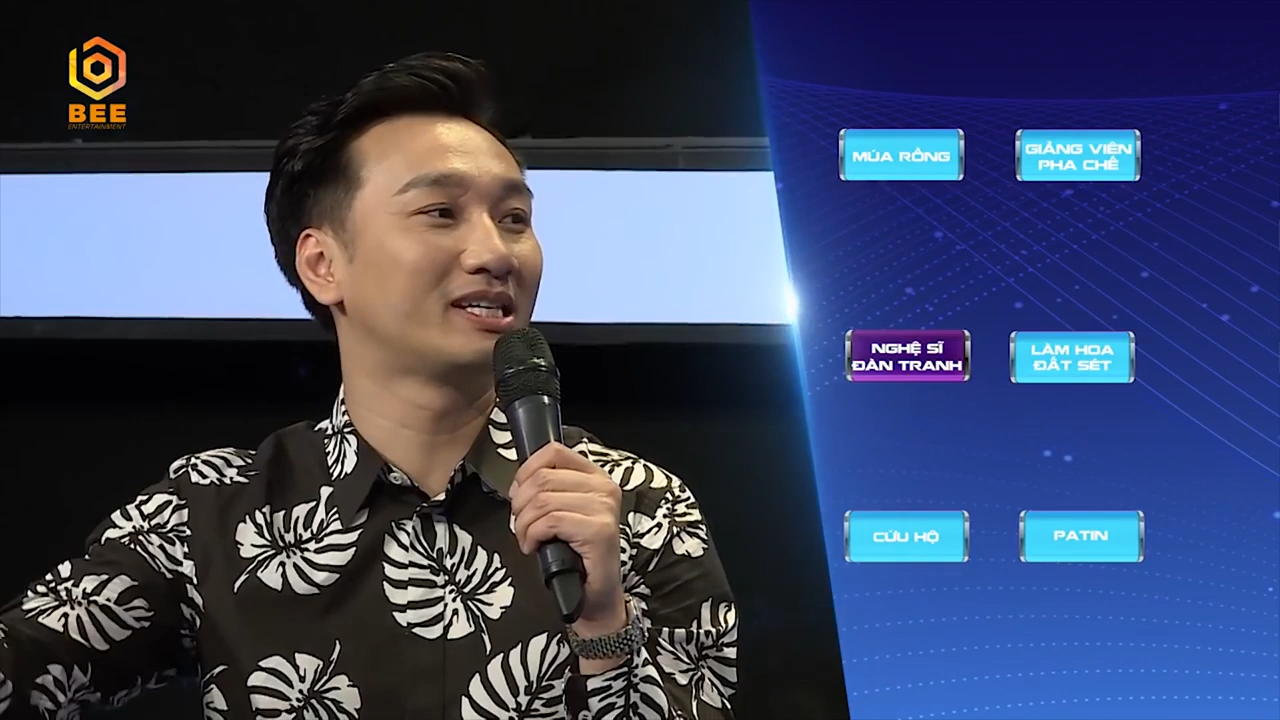 BEE
ENTERTAINMENT
MÚA RỒNG
GIẢNG VIÊN
PHA CHẾ
NGHỆ SĨ
ĐÀN TRANH
LÀM HOA
ĐẤT SÉT
CỨU HỘ
PATIN